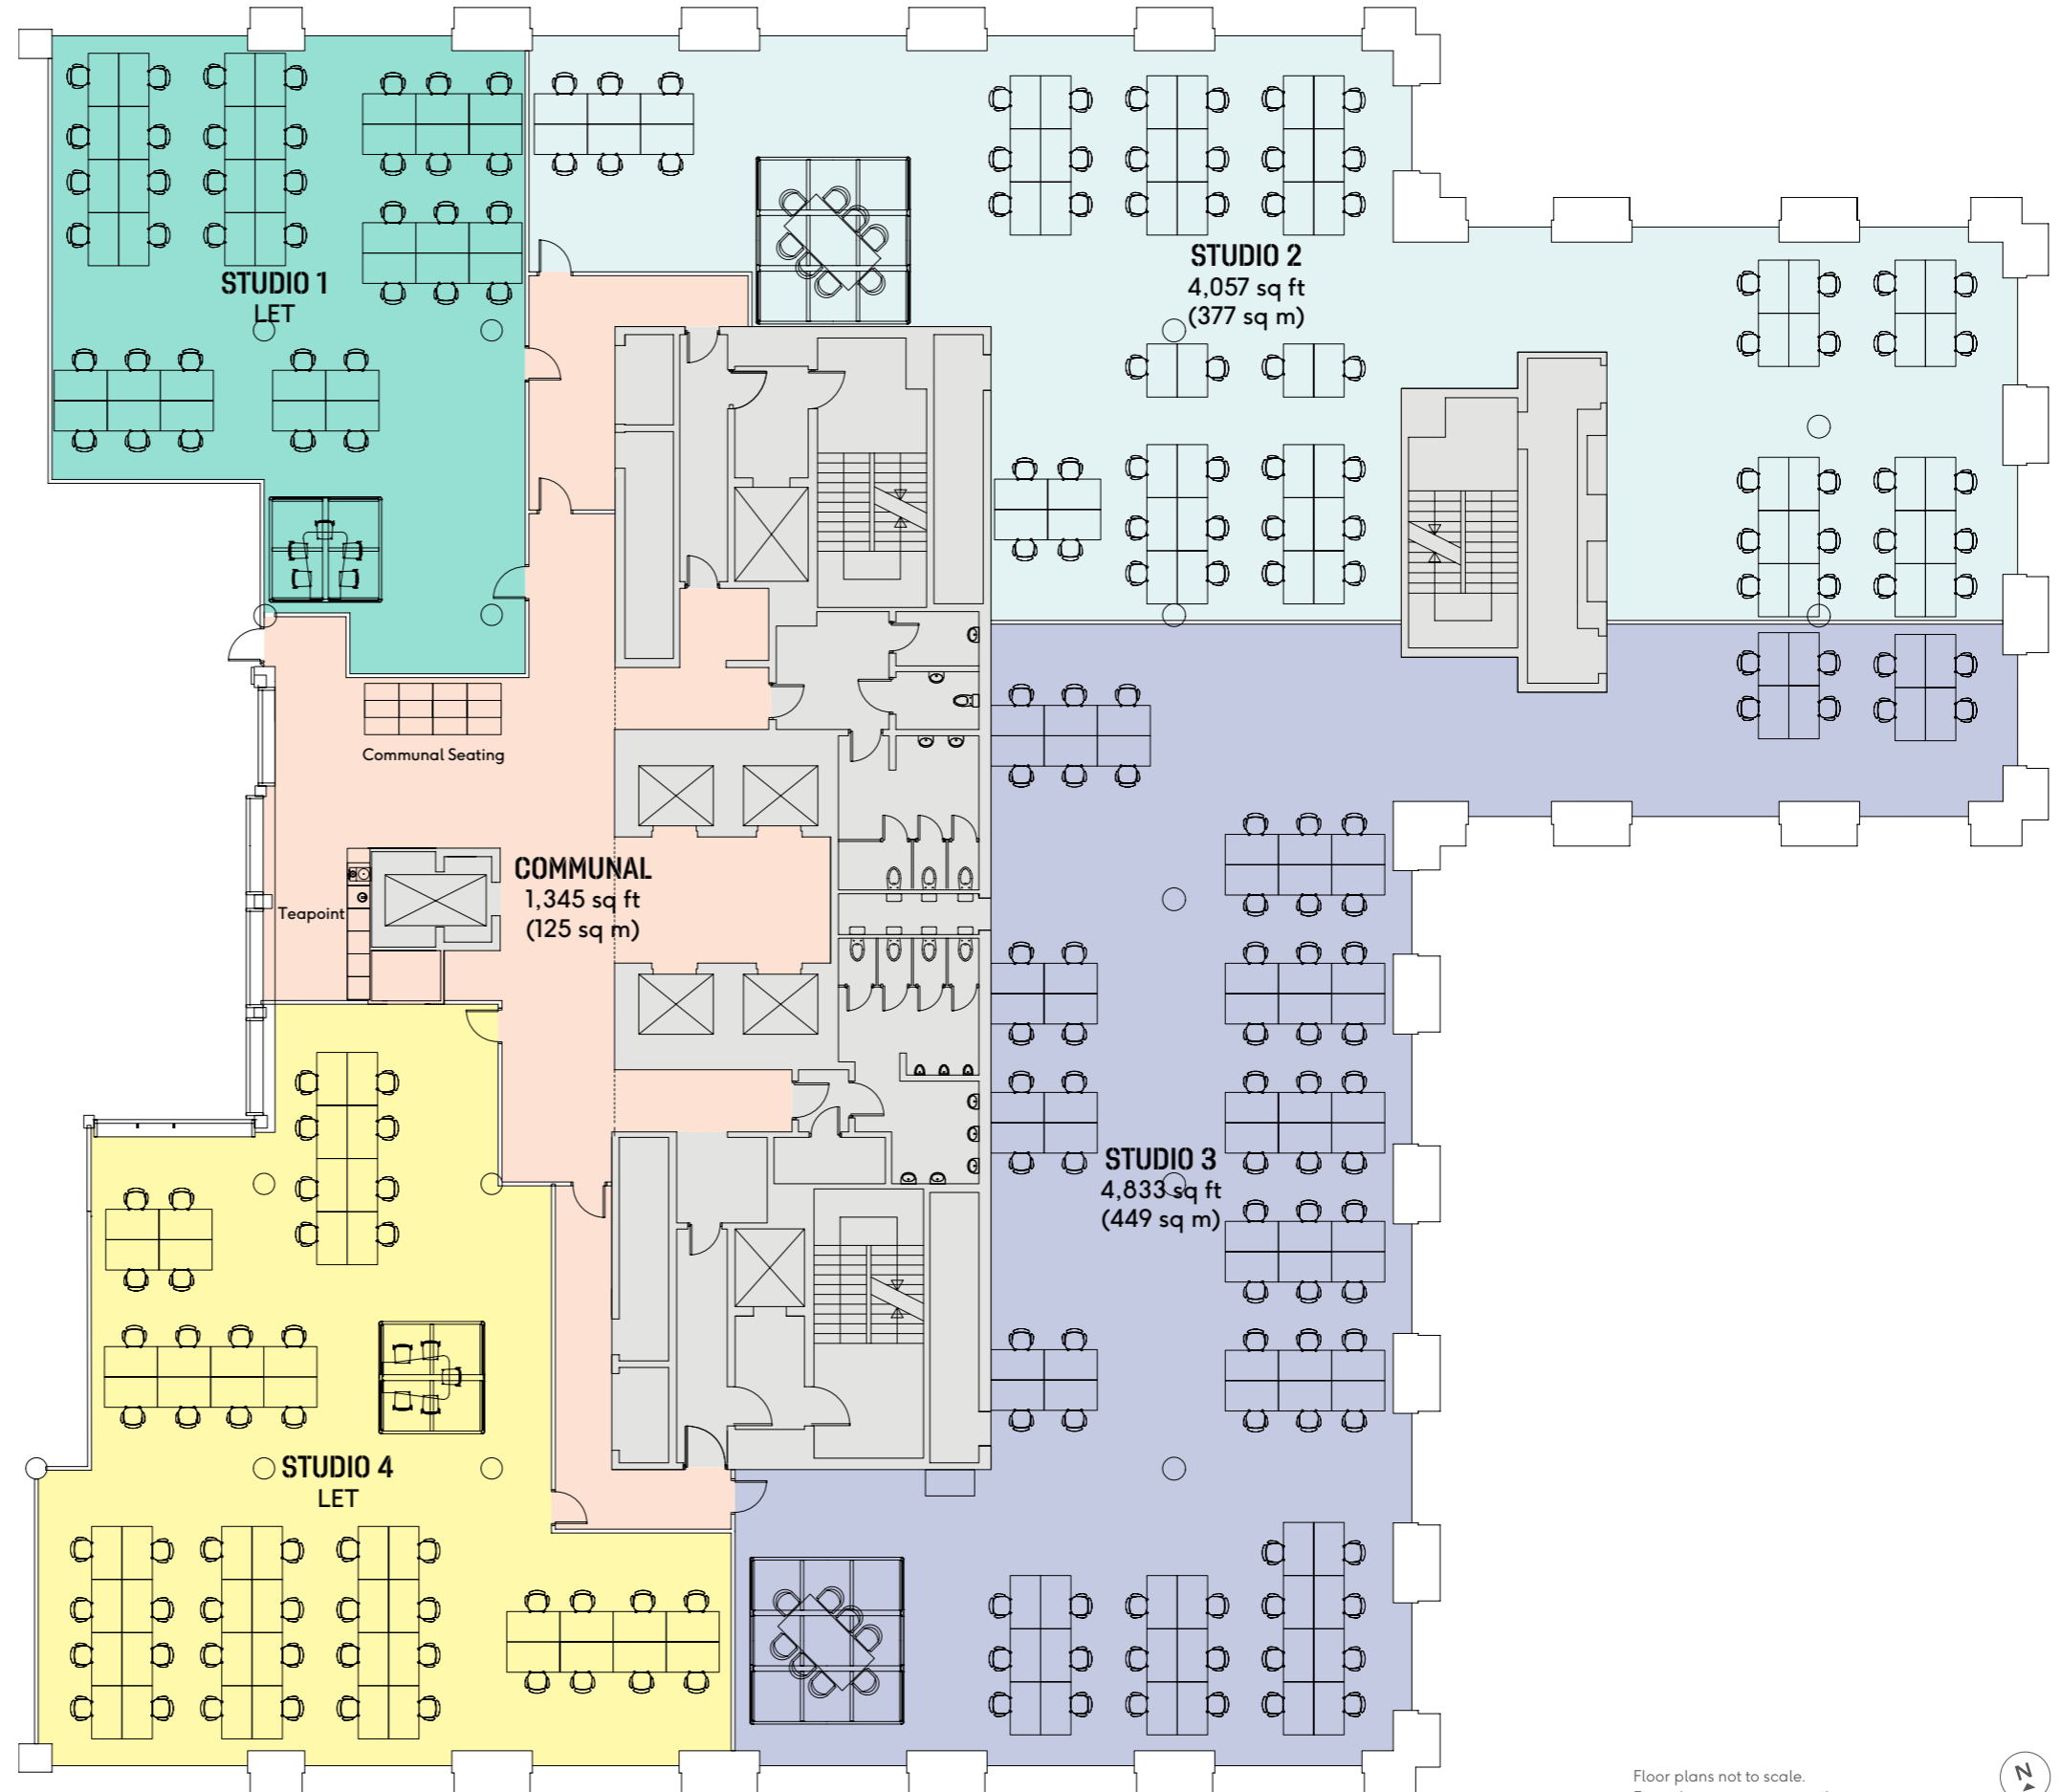 STUDIO 1
LET
STUDIO 2
4,057 sq ft
(377 sq m)
Communal Seating
COMMUNAL
1,345 sq ft
(125 sq m)
Teapoint
STUDIO 3
4,833 sq ft
(449 sq m)
STUDIO 4
LET
Floor plans not to scale.
N